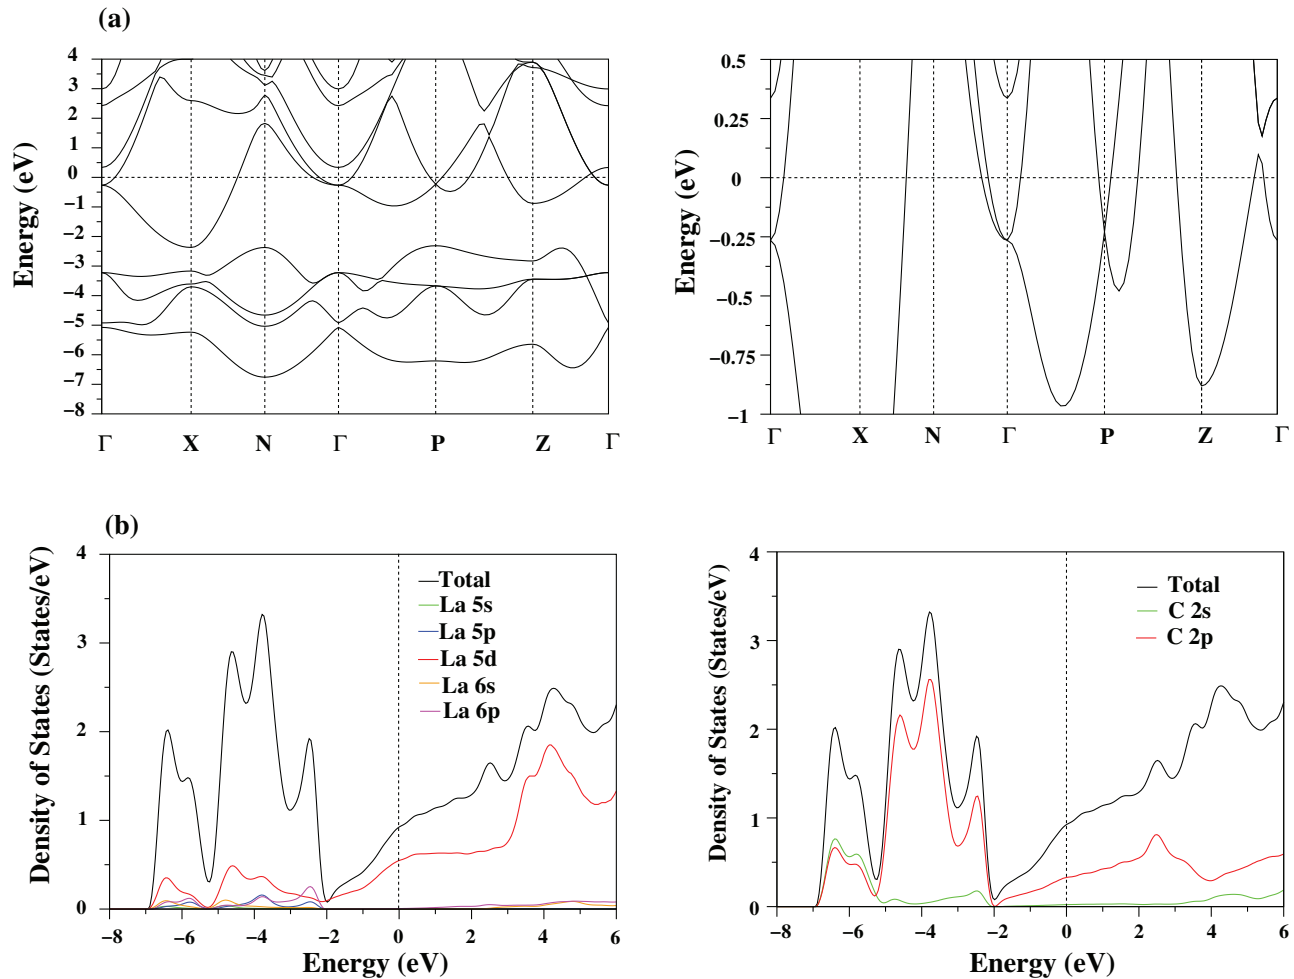 (a)
4
3
2
1
0
−1
−2
−3
−4
−5
−6
−7
−8
Energy (eV)
Γ X N Γ P Z Γ
0.5
0.25
0
−0.25
−0.5
−0.75
−1
Energy (eV)
Γ X N Γ P Z Γ
(b)
4
3
2
1
0
Density of States (States/eV)
Total
La 5s
La 5p
La 5d
La 6s
La 6p
−8 −6 −4 −2 0 2 4 6
Energy (eV)
4
3
2
1
0
Density of States (States/eV)
Total
C 2s
C 2p
−8 −6 −4 −2 0 2 4 6
Energy (eV)